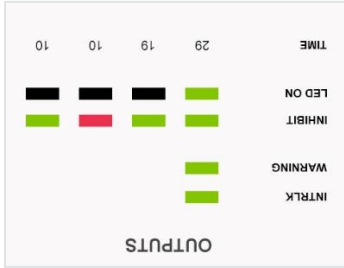 OUTPUTS
INTRLK
WARNING
INHIBIT
LED ON
TIME 29 19 10 10